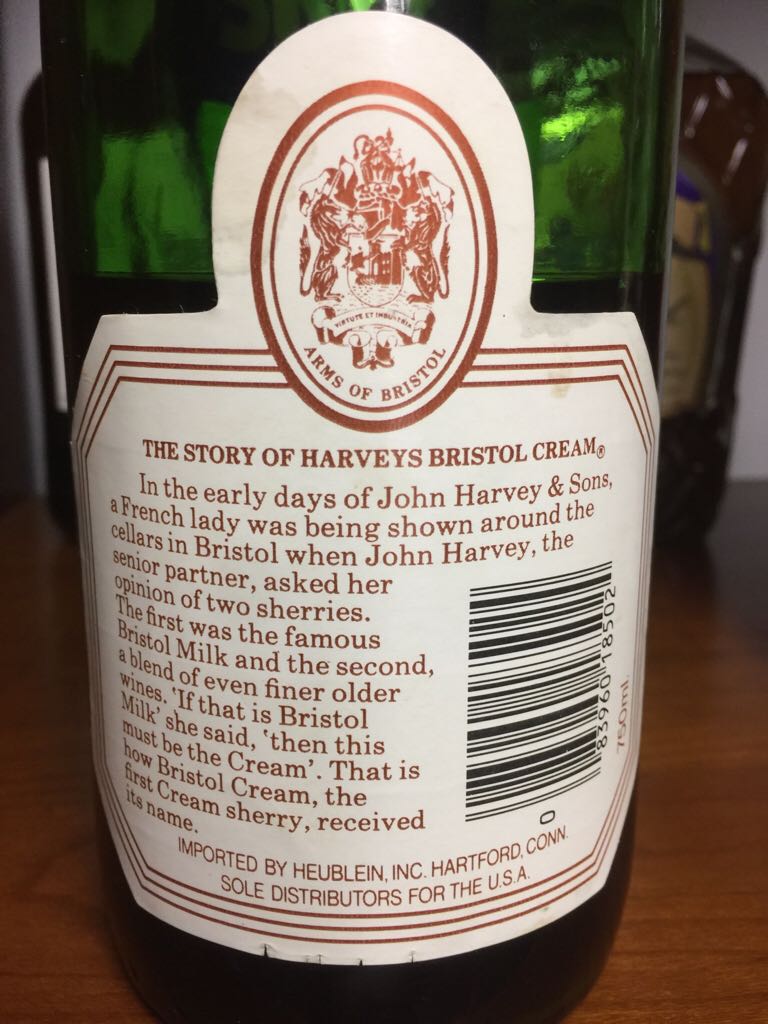 VIRTUTE ET INDUSTRIA
ARMS OF BRISTOL
THE STORY OF HARVEYS BRISTOL CREAM®
In the early days of John Harvey & Sons,
a French lady was being shown around the
cellars in Bristol when John Harvey, the
senior partner, asked her
opinion of two sherries.
The first was the famous
Bristol Milk and the second,
a blend of even finer older
wines. 'If that is Bristol
Milk' she said, 'then this
must be the Cream'. That is
how Bristol Cream, the
first Cream sherry, received
its name.
83960 18502
0
750ml
IMPORTED BY HEUBLEIN, INC. HARTFORD, CONN.
SOLE DISTRIBUTORS FOR THE U.S.A.